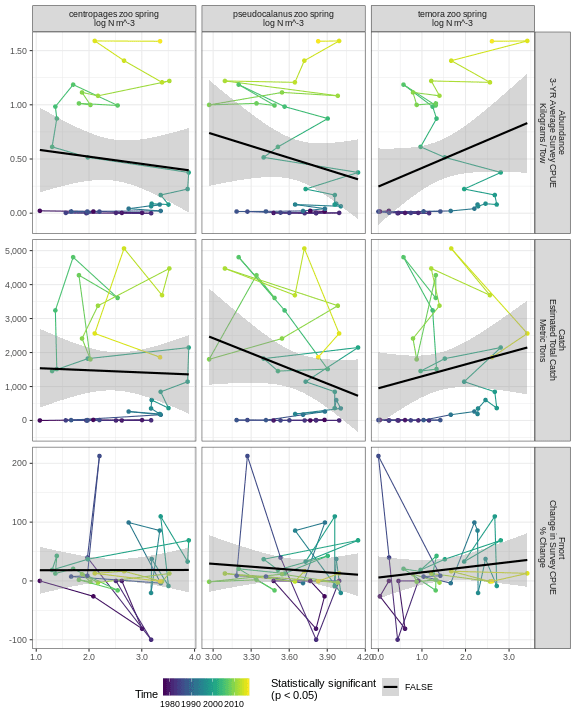 centropages zoo spring pseudocalanus zoo spring temora zoo spring
log N m^-3 log N m^-3 log N m^-3
1.50
1.00
0.50
0.00
Abundance
3-YR Average Survey CPUE
Kilograms / Tow
5,000
4,000
3,000
2,000
1,000
0
Catch
Estimated Total Catch
Metric Tons
200
100
0
-100
Fmort
Change in Survey CPUE
% Change
1.0 2.0 3.0 4.0 3.00 3.30 3.60 3.90 4.20 0.0 1.0 2.0 3.0
Time
1980 1990 2000 2010
Statistically significant
(p < 0.05)
FALSE